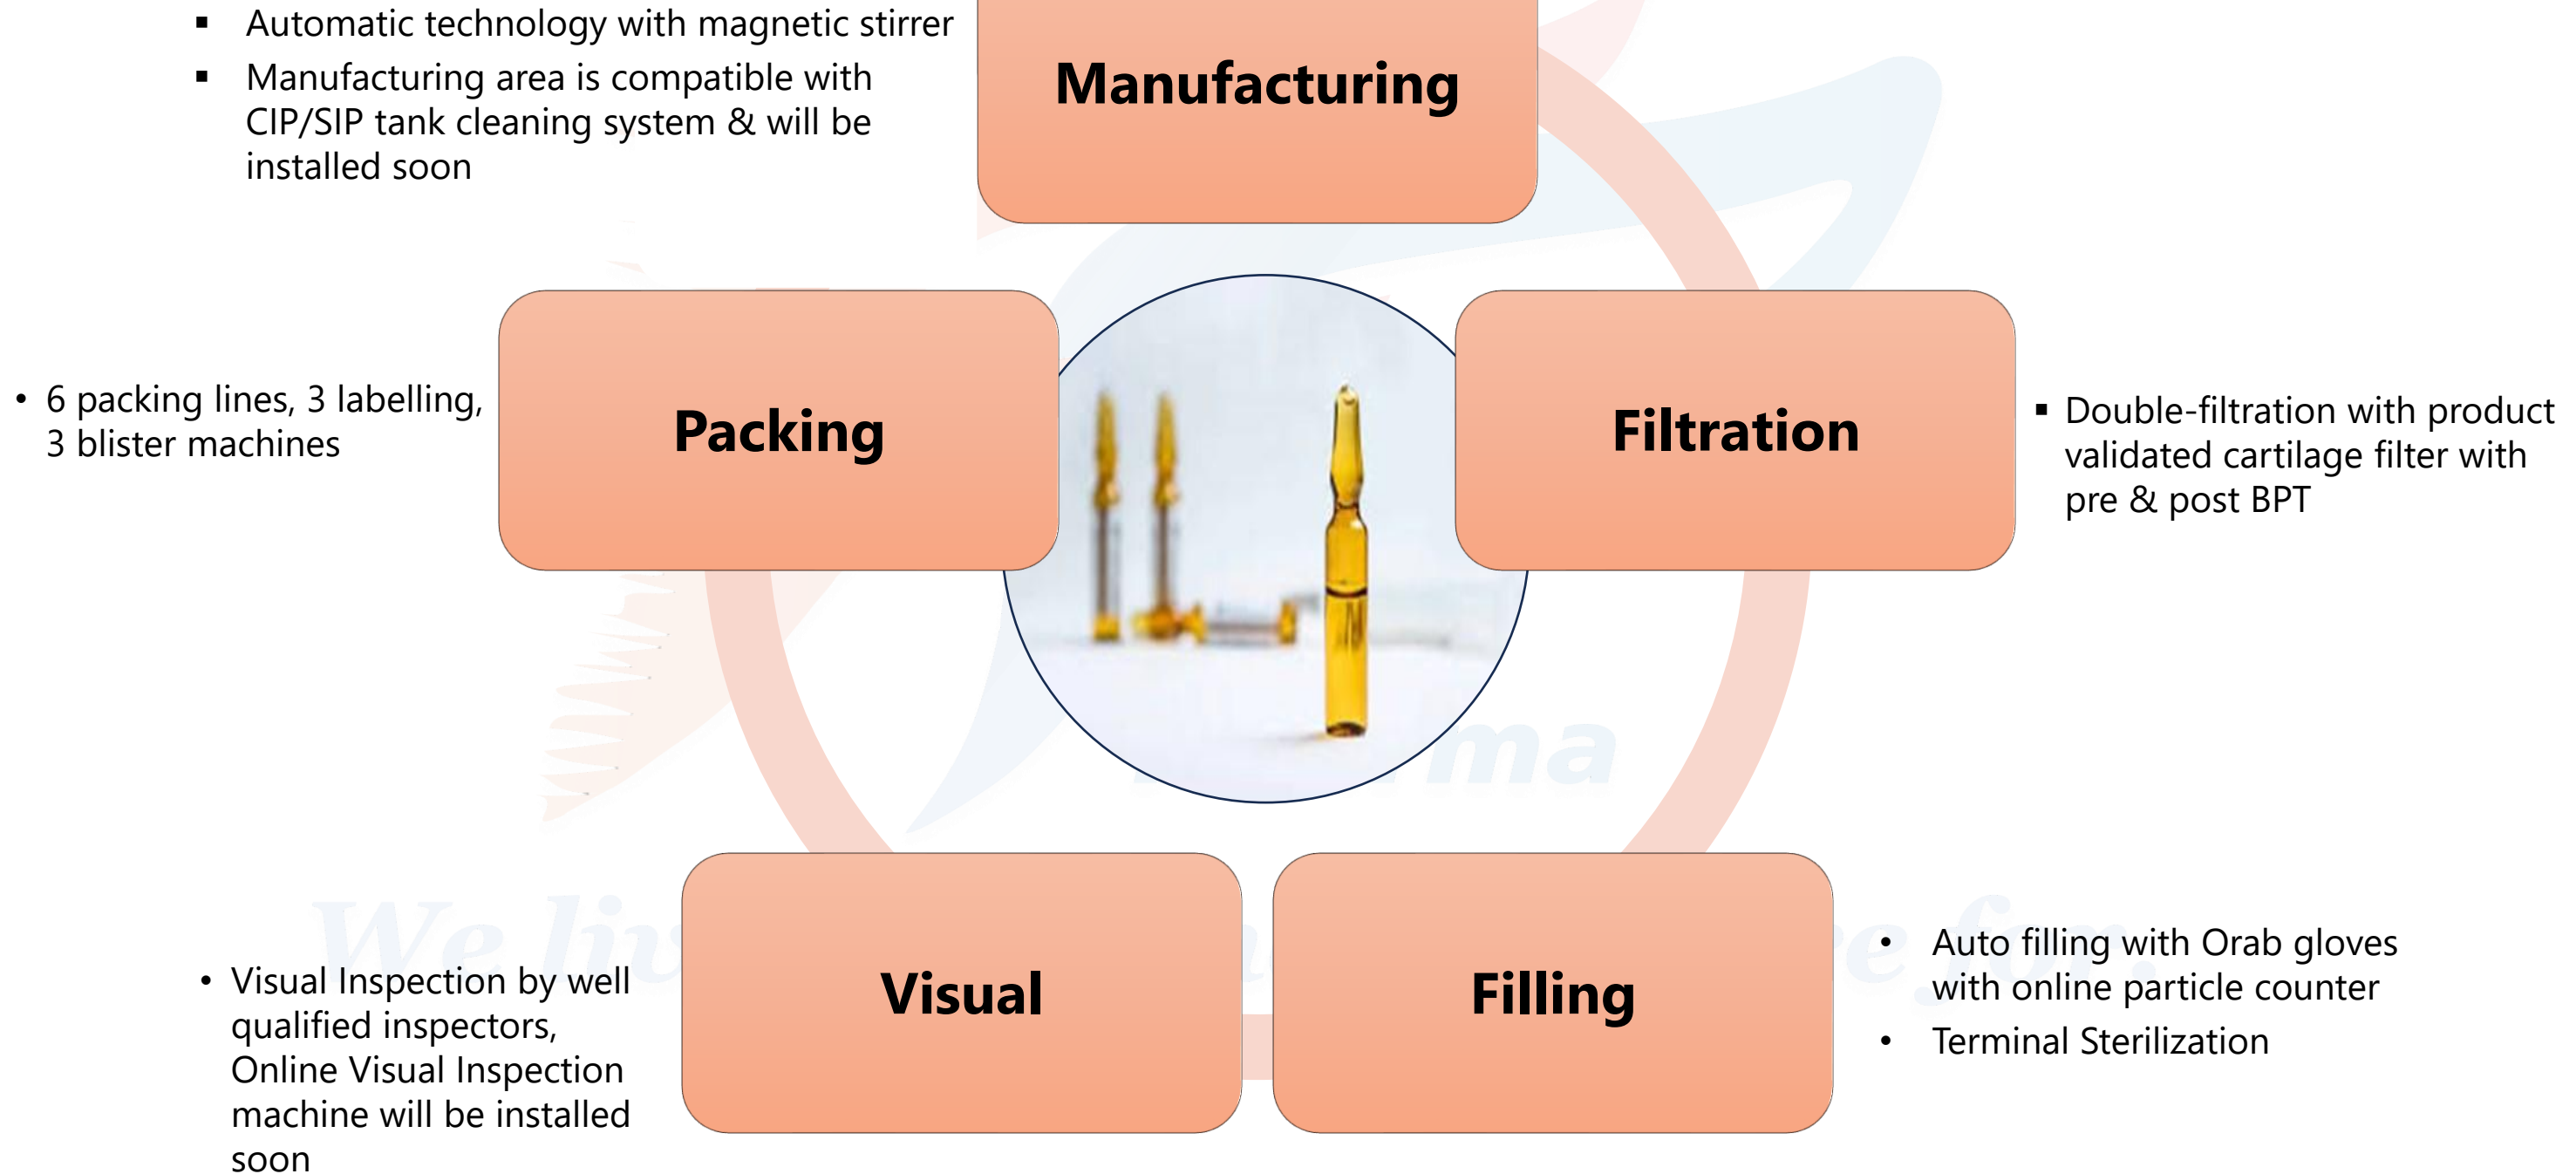 ▪ Automatic technology with magnetic stirrer
▪ Manufacturing area is compatible with
CIP/SIP tank cleaning system & will be
installed soon
Manufacturing
• 6 packing lines, 3 labelling,
3 blister machines
Packing
Filtration
▪ Double-filtration with product
validated cartilage filter with
pre & post BPT
ma
We
for.
Visual
Filling
• Visual Inspection by well
qualified inspectors,
Online Visual Inspection
machine will be installed
soon
• Auto filling with Orab gloves
with online particle counter
• Terminal Sterilization